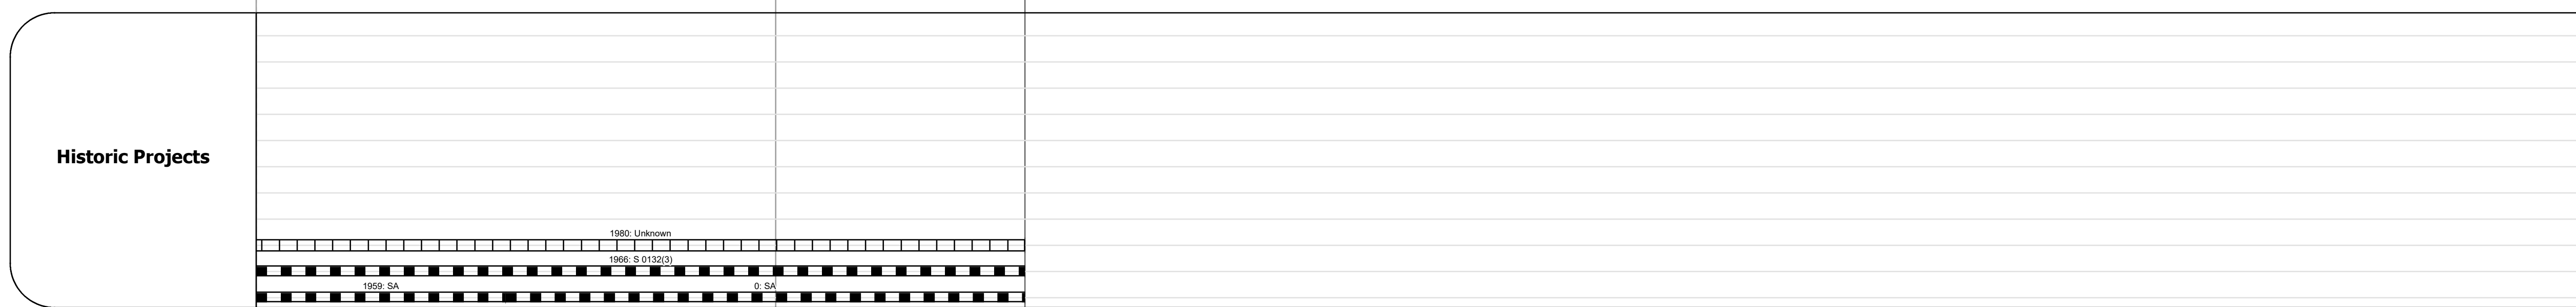 Historic Projects
1980: Unknown
1966: S 0132(3)
1959: SA
0: SA